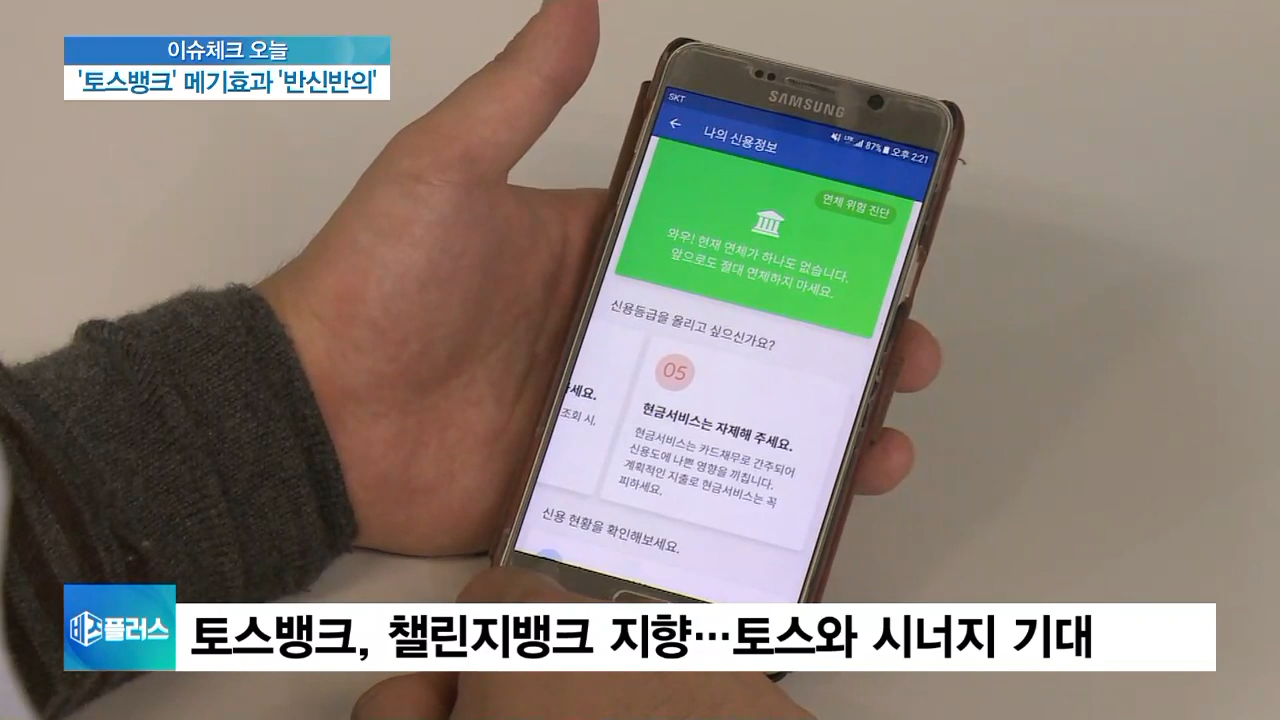 이슈체크 오늘
'토스뱅크' 메기효과 '반신반의'
SAMSUNG
SKT
LTE 87% 오후 2:21
← 나의 신용정보
연체 위험 진단
와우! 현재 연체가 하나도 없습니다.
앞으로도 절대 연체하지 마세요.
신용등급을 올리고 싶으신가요?
05
세요.
조회 시,
현금서비스는 자제해 주세요.
현금서비스는 카드채무로 간주되어
신용도에 나쁜 영향을 끼칩니다.
계획적인 지출로 현금서비스는 꼭
피하세요.
신용 현황을 확인해보세요.
비즈플러스
토스뱅크, 챌린지뱅크 지향…토스와 시너지 기대